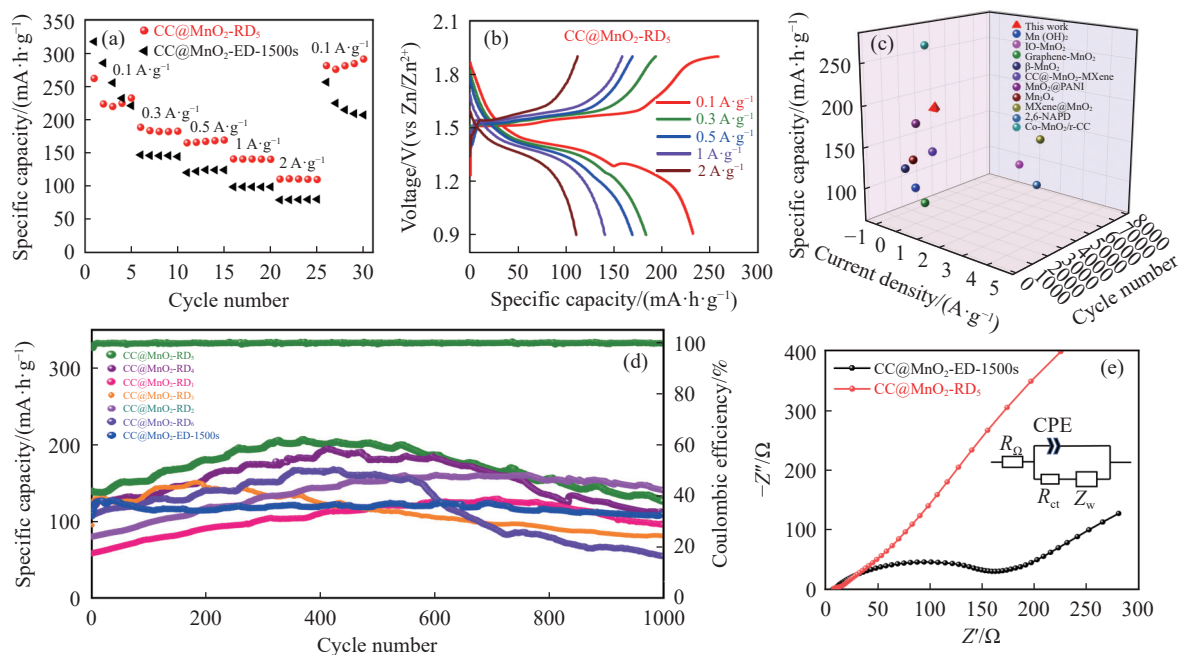 (a)
CC@MnO₂-RD₅
CC@MnO₂-ED-1500s
0.1 A·g⁻¹
0.3 A·g⁻¹
0.5 A·g⁻¹
1 A·g⁻¹
2 A·g⁻¹
0.1 A·g⁻¹
350
300
250
200
150
100
50
0
0 5 10 15 20 25 30
Specific capacity/(mA·h·g⁻¹)
Cycle number
(b)
CC@MnO₂-RD₅
0.1 A·g⁻¹
0.3 A·g⁻¹
0.5 A·g⁻¹
1 A·g⁻¹
2 A·g⁻¹
2.1
1.8
1.5
1.2
0.9
0 50 100 150 200 250 300
Voltage/V(vs Zn/Zn²⁺)
Specific capacity/(mA·h·g⁻¹)
(c)
This work
Mn (OH)₂
IO-MnO₂
Graphene-MnO₂
β-MnO₂
CC@-MnO₂-MXene
MnO₂@PANI
Mn₃O₄
MXene@MnO₂
2,6-NAPD
Co-MnO₂/r-CC
250
200
150
100
−1 0 1 2 3 4 5
0 1000 2000 3000 4000 5000 6000 7000 8000
Specific capacity/(mA·h·g⁻¹)
Current density/(A·g⁻¹)
Cycle number
(d)
CC@MnO₂-RD₅
CC@MnO₂-RD₄
CC@MnO₂-RD₁
CC@MnO₂-RD₃
CC@MnO₂-RD₂
CC@MnO₂-RD₆
CC@MnO₂-ED-1500s
300
200
100
0
100
80
60
40
20
0
0 200 400 600 800 1000
Specific capacity/(mA·h·g⁻¹)
Coulombic efficiency/%
Cycle number
(e)
CC@MnO₂-ED-1500s
CC@MnO₂-RD₅
CPE
R_Ω
R_ct
Z_w
400
300
200
100
0
0 50 100 150 200 250 300
−Z″/Ω
Z′/Ω